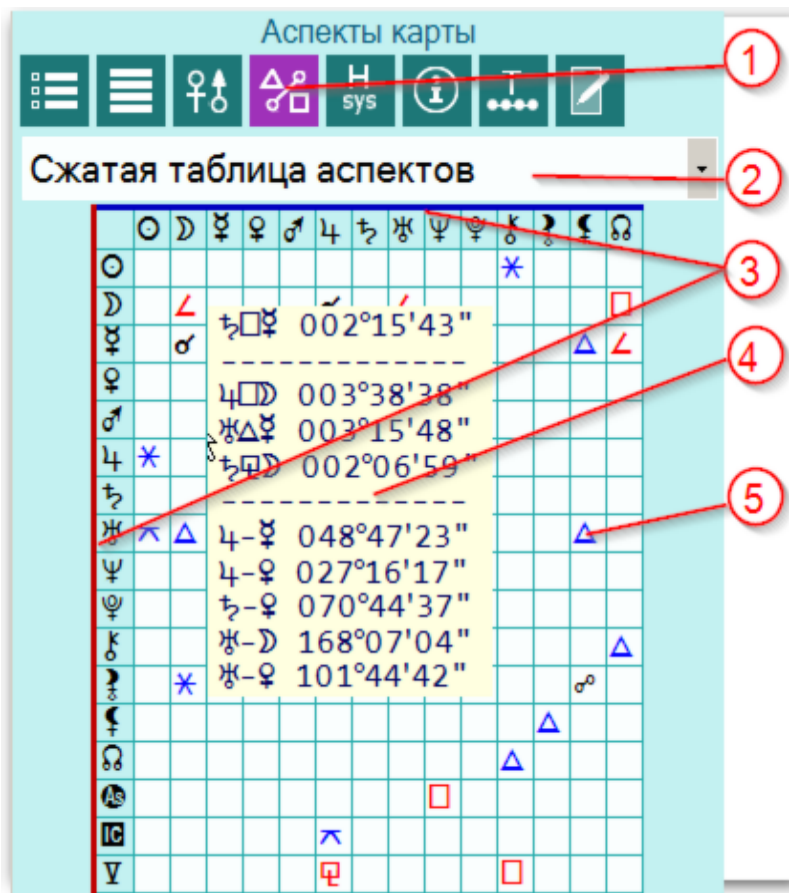 Аспекты карты
1
H
sys
i
T
Сжатая таблица аспектов
2
☉ ☽ ☿ ♀ ♂ ♃ ♄ ♅ ♆ ♇ ⚷ ⚳ ⚸ ☊
3
☉ ⚹
☽ ∠ ☌ ∠ □
☿ ☌ △ ∠
♀
♂
♃ ⚹
♄
♅ ⚻ △ △
♆
♇
⚷ △
⚳ ⚹ ☍
⚸ △
☊ △
As □
IC ⚻
V ⚼ □
♄□☿ 002°15'43"
--------------
♃□☽ 003°38'38"
♅△☿ 003°15'48"
♄⚼☽ 002°06'59"
--------------
♃-☿ 048°47'23"
♃-♀ 027°16'17"
♄-♀ 070°44'37"
♅-☽ 168°07'04"
♅-♀ 101°44'42"
4
5